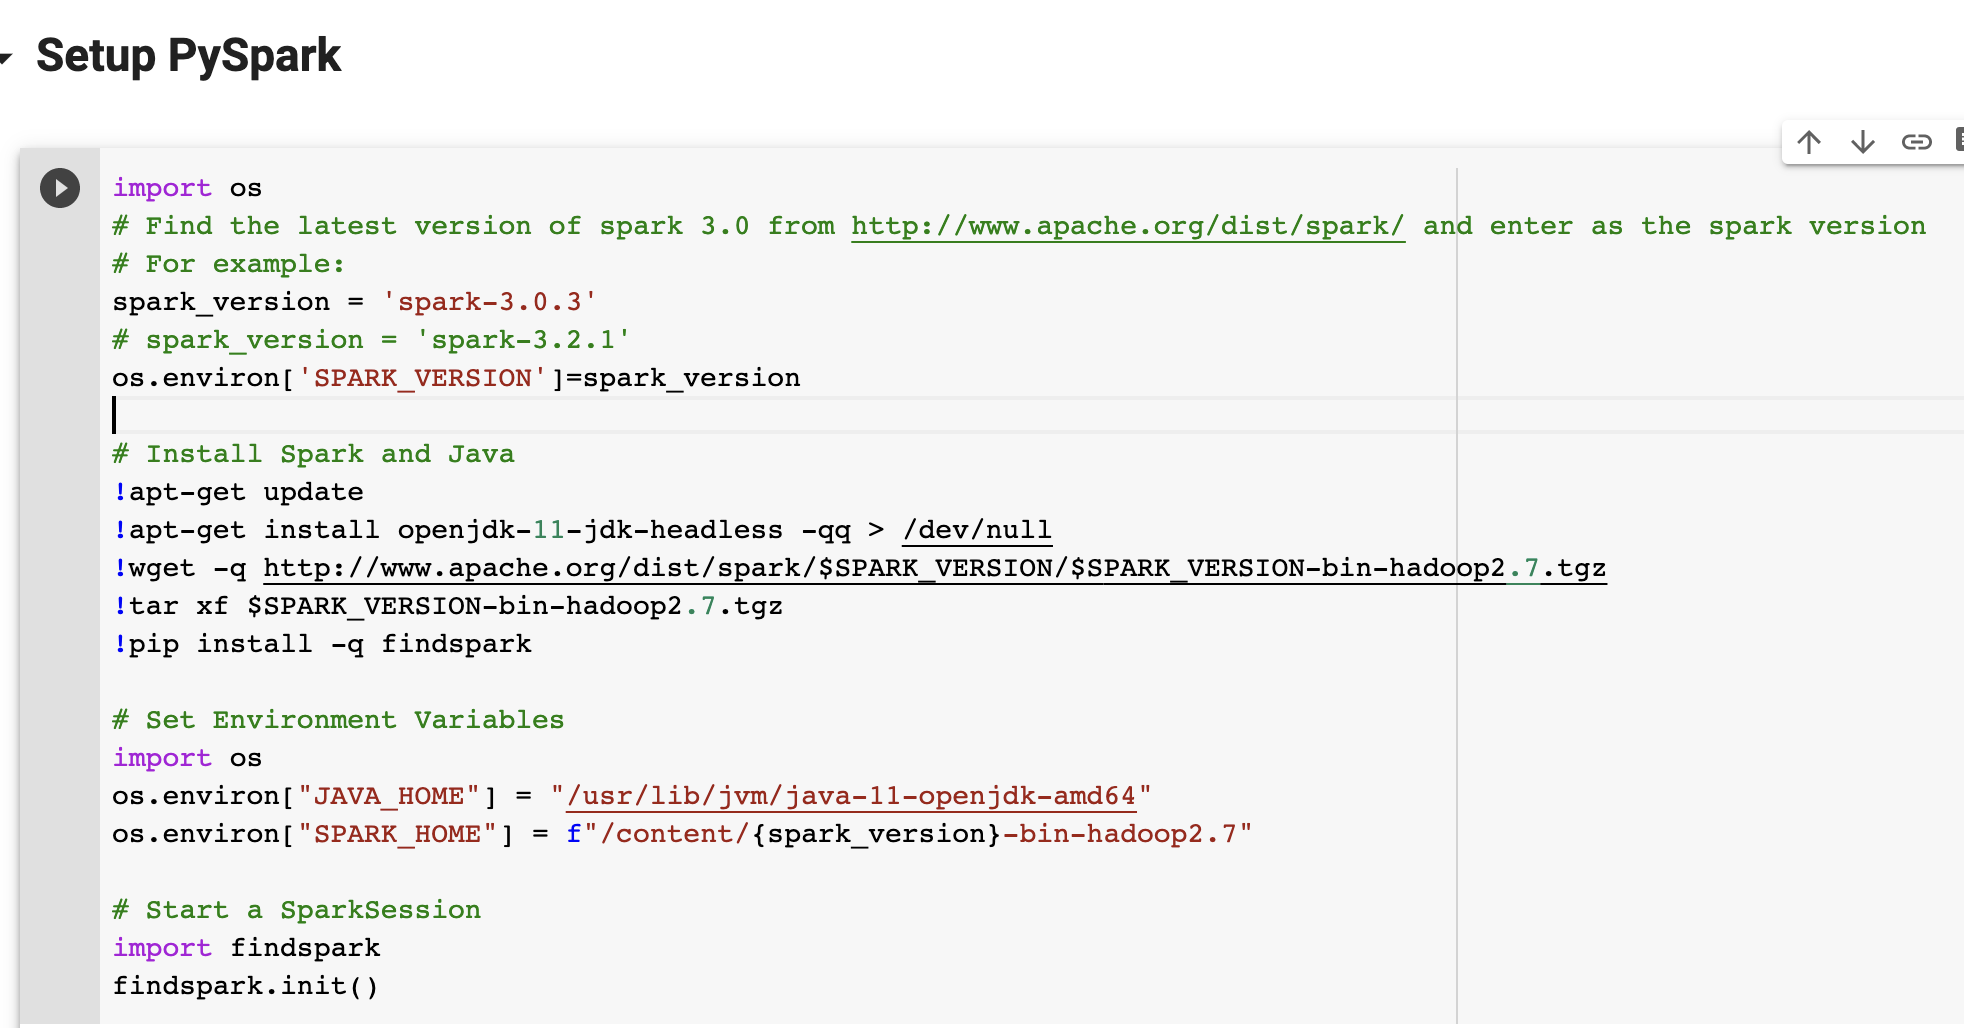 Setup PySpark
import os
# Find the latest version of spark 3.0 from http://www.apache.org/dist/spark/ and enter as the spark version
# For example:
spark_version = 'spark-3.0.3'
# spark_version = 'spark-3.2.1'
os.environ['SPARK_VERSION']=spark_version
# Install Spark and Java
!apt-get update
!apt-get install openjdk-11-jdk-headless -qq > /dev/null
!wget -q http://www.apache.org/dist/spark/$SPARK_VERSION/$SPARK_VERSION-bin-hadoop2.7.tgz
!tar xf $SPARK_VERSION-bin-hadoop2.7.tgz
!pip install -q findspark
# Set Environment Variables
import os
os.environ["JAVA_HOME"] = "/usr/lib/jvm/java-11-openjdk-amd64"
os.environ["SPARK_HOME"] = f"/content/{spark_version}-bin-hadoop2.7"
# Start a SparkSession
import findspark
findspark.init()